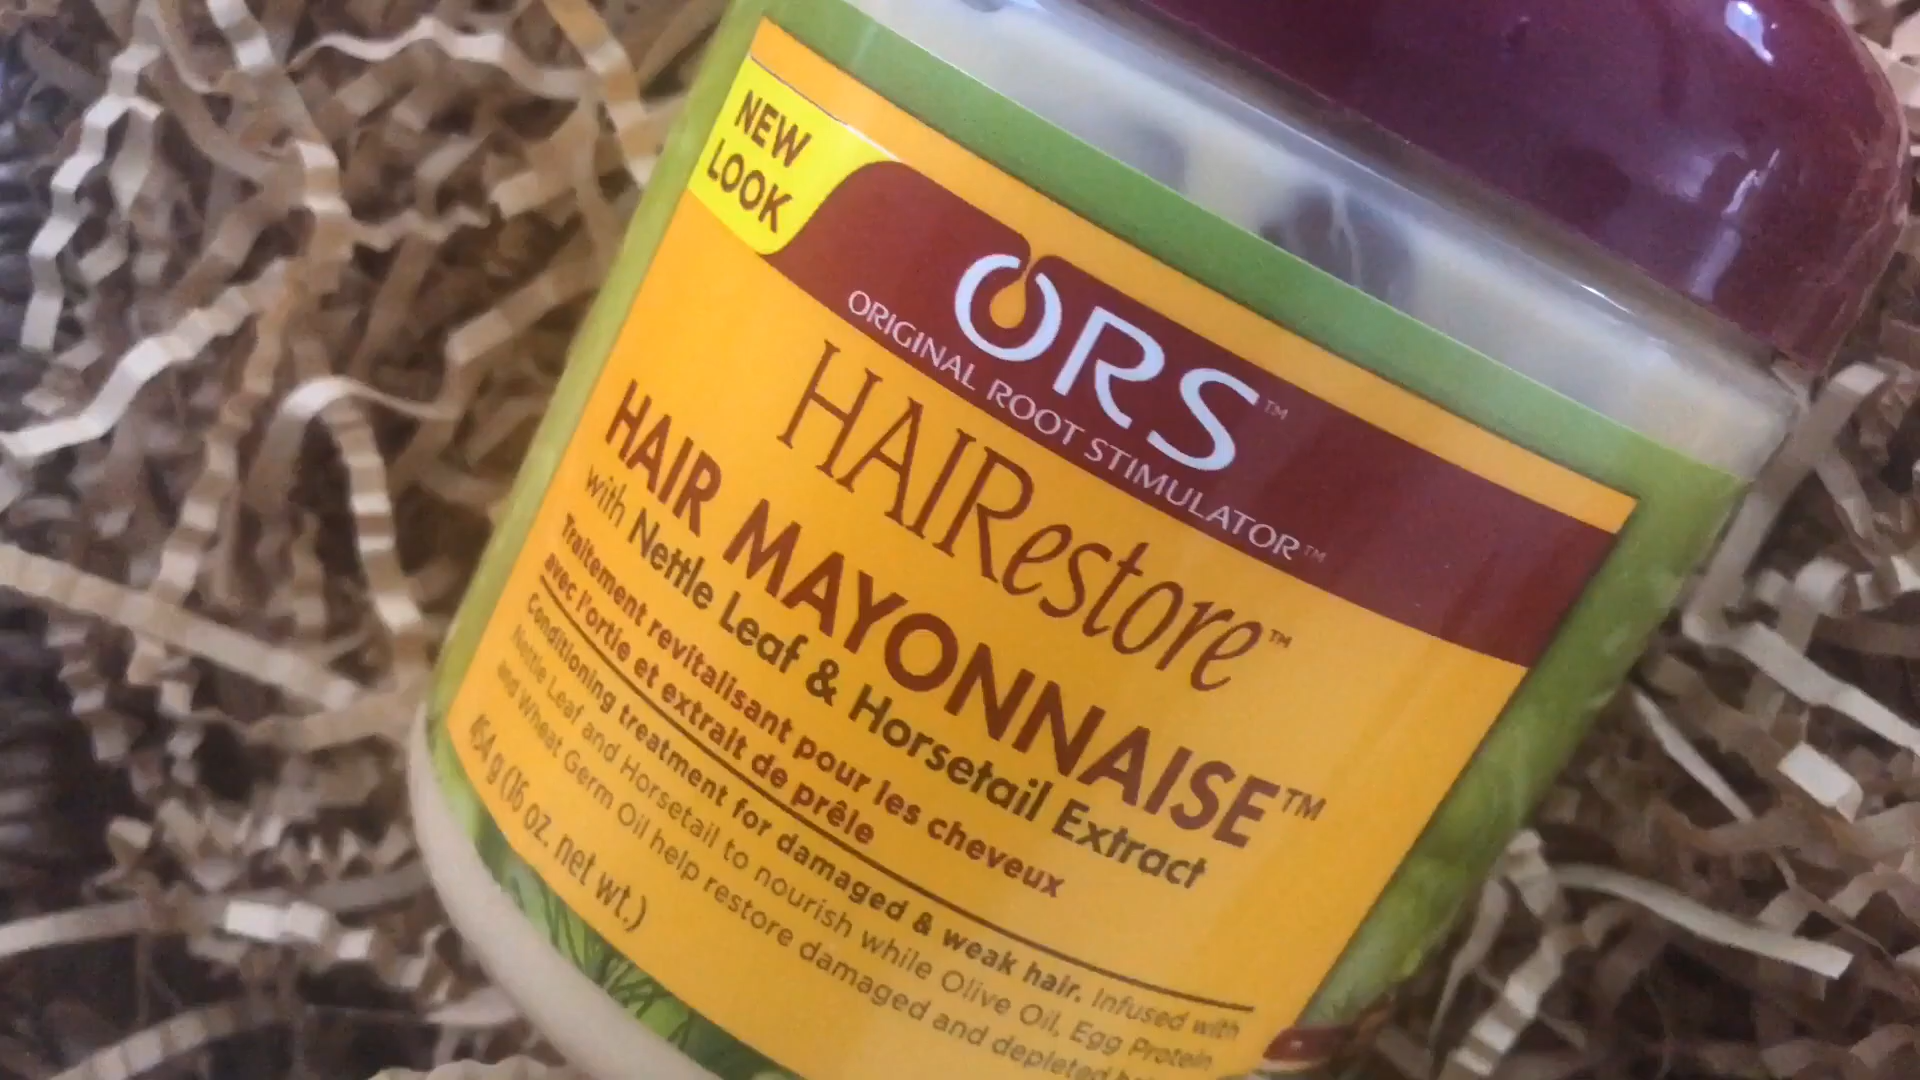 NEW
LOOK
ORS™
ORIGINAL ROOT STIMULATOR™
HAIRestore™
HAIR MAYONNAISE™
with Nettle Leaf & Horsetail Extract
Traitement revitalisant pour les cheveux
avec l'ortie et extrait de prêle
Conditioning treatment for damaged & weak hair. Infused with
Nettle Leaf and Horsetail to nourish while Olive Oil, Egg Protein
and Wheat Germ Oil help restore damaged and depleted
454 g (16 oz. net wt.)